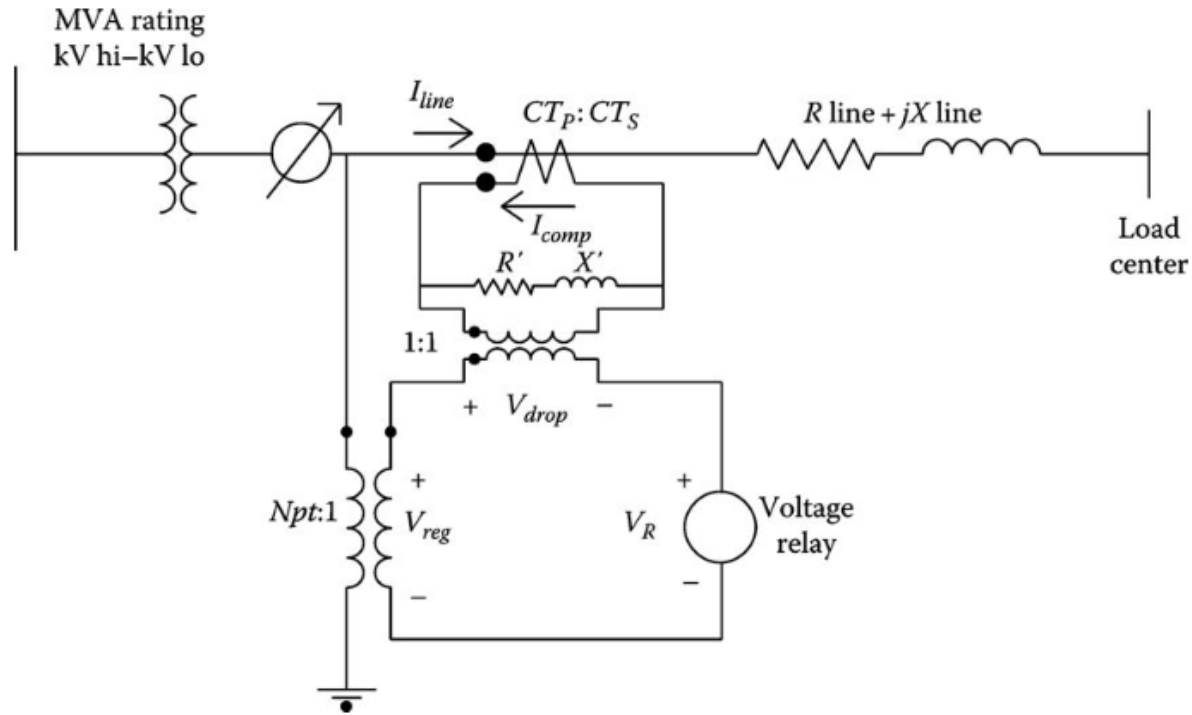 MVA rating
kV hi–kV lo
I_line
CT_P: CT_S
R line + jX line
I_comp
Load
center
R′ X′
1:1
+ V_drop –
Npt:1
+
V_reg
–
+
V_R
–
Voltage
relay